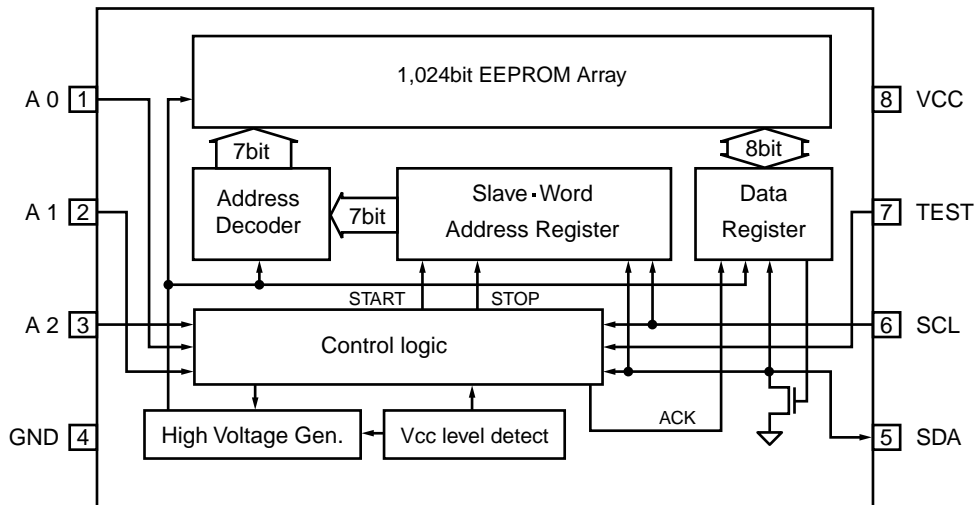 1,024bit EEPROM Array
A 0 1
8 VCC
7bit
8bit
Address
Decoder
7bit
Slave・Word
Address Register
Data
Register
A 1 2
7 TEST
START
STOP
A 2 3
6 SCL
Control logic
ACK
GND 4
High Voltage Gen.
Vcc level detect
5 SDA